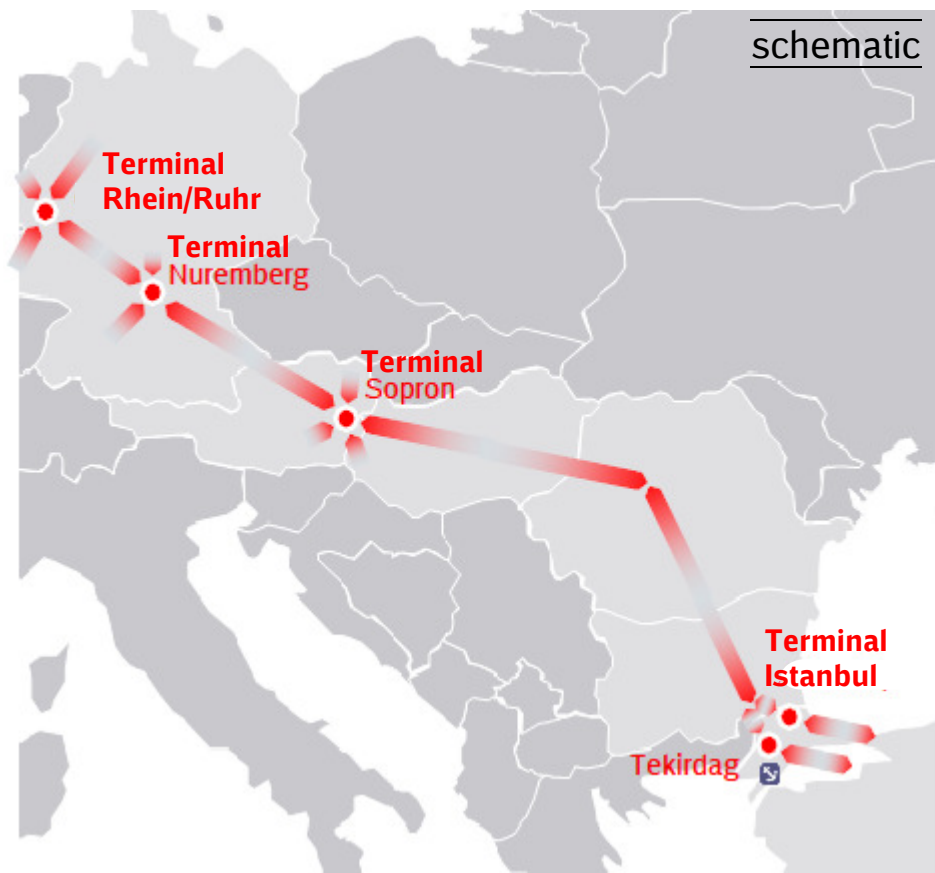 schematic
Terminal
Rhein/Ruhr
Terminal
Nuremberg
Terminal
Sopron
Terminal
Istanbul
Tekirdag